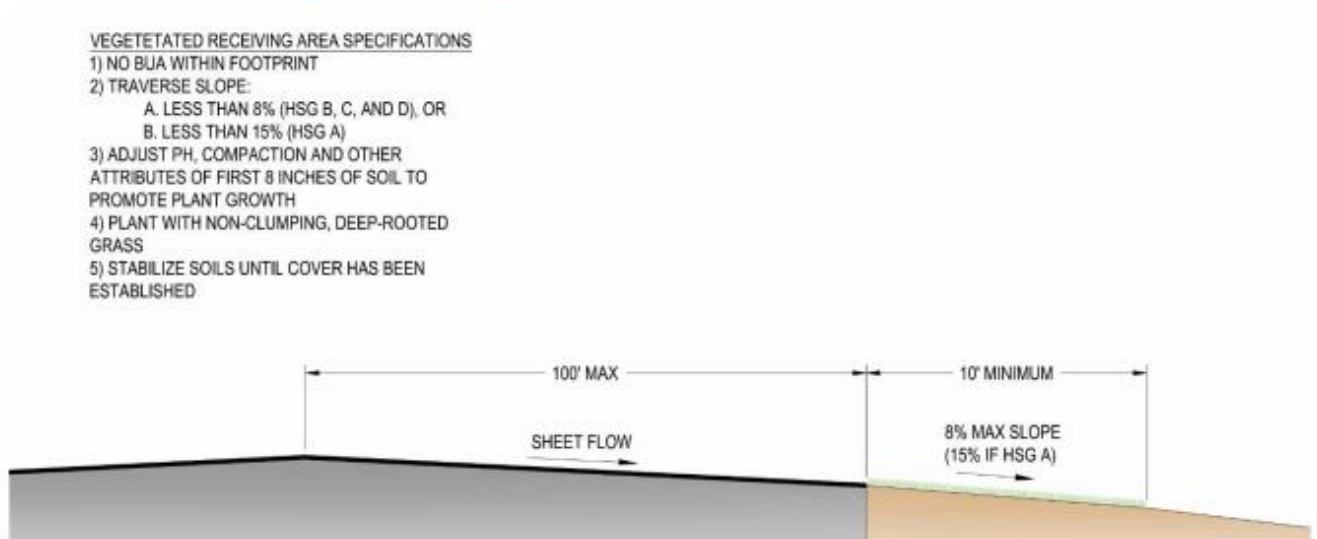 VEGETETATED RECEIVING AREA SPECIFICATIONS
1) NO BUA WITHIN FOOTPRINT
2) TRAVERSE SLOPE:
A. LESS THAN 8% (HSG B, C, AND D), OR
B. LESS THAN 15% (HSG A)
3) ADJUST PH, COMPACTION AND OTHER
ATTRIBUTES OF FIRST 8 INCHES OF SOIL TO
PROMOTE PLANT GROWTH
4) PLANT WITH NON-CLUMPING, DEEP-ROOTED
GRASS
5) STABILIZE SOILS UNTIL COVER HAS BEEN
ESTABLISHED
100' MAX
10' MINIMUM
SHEET FLOW
8% MAX SLOPE
(15% IF HSG A)